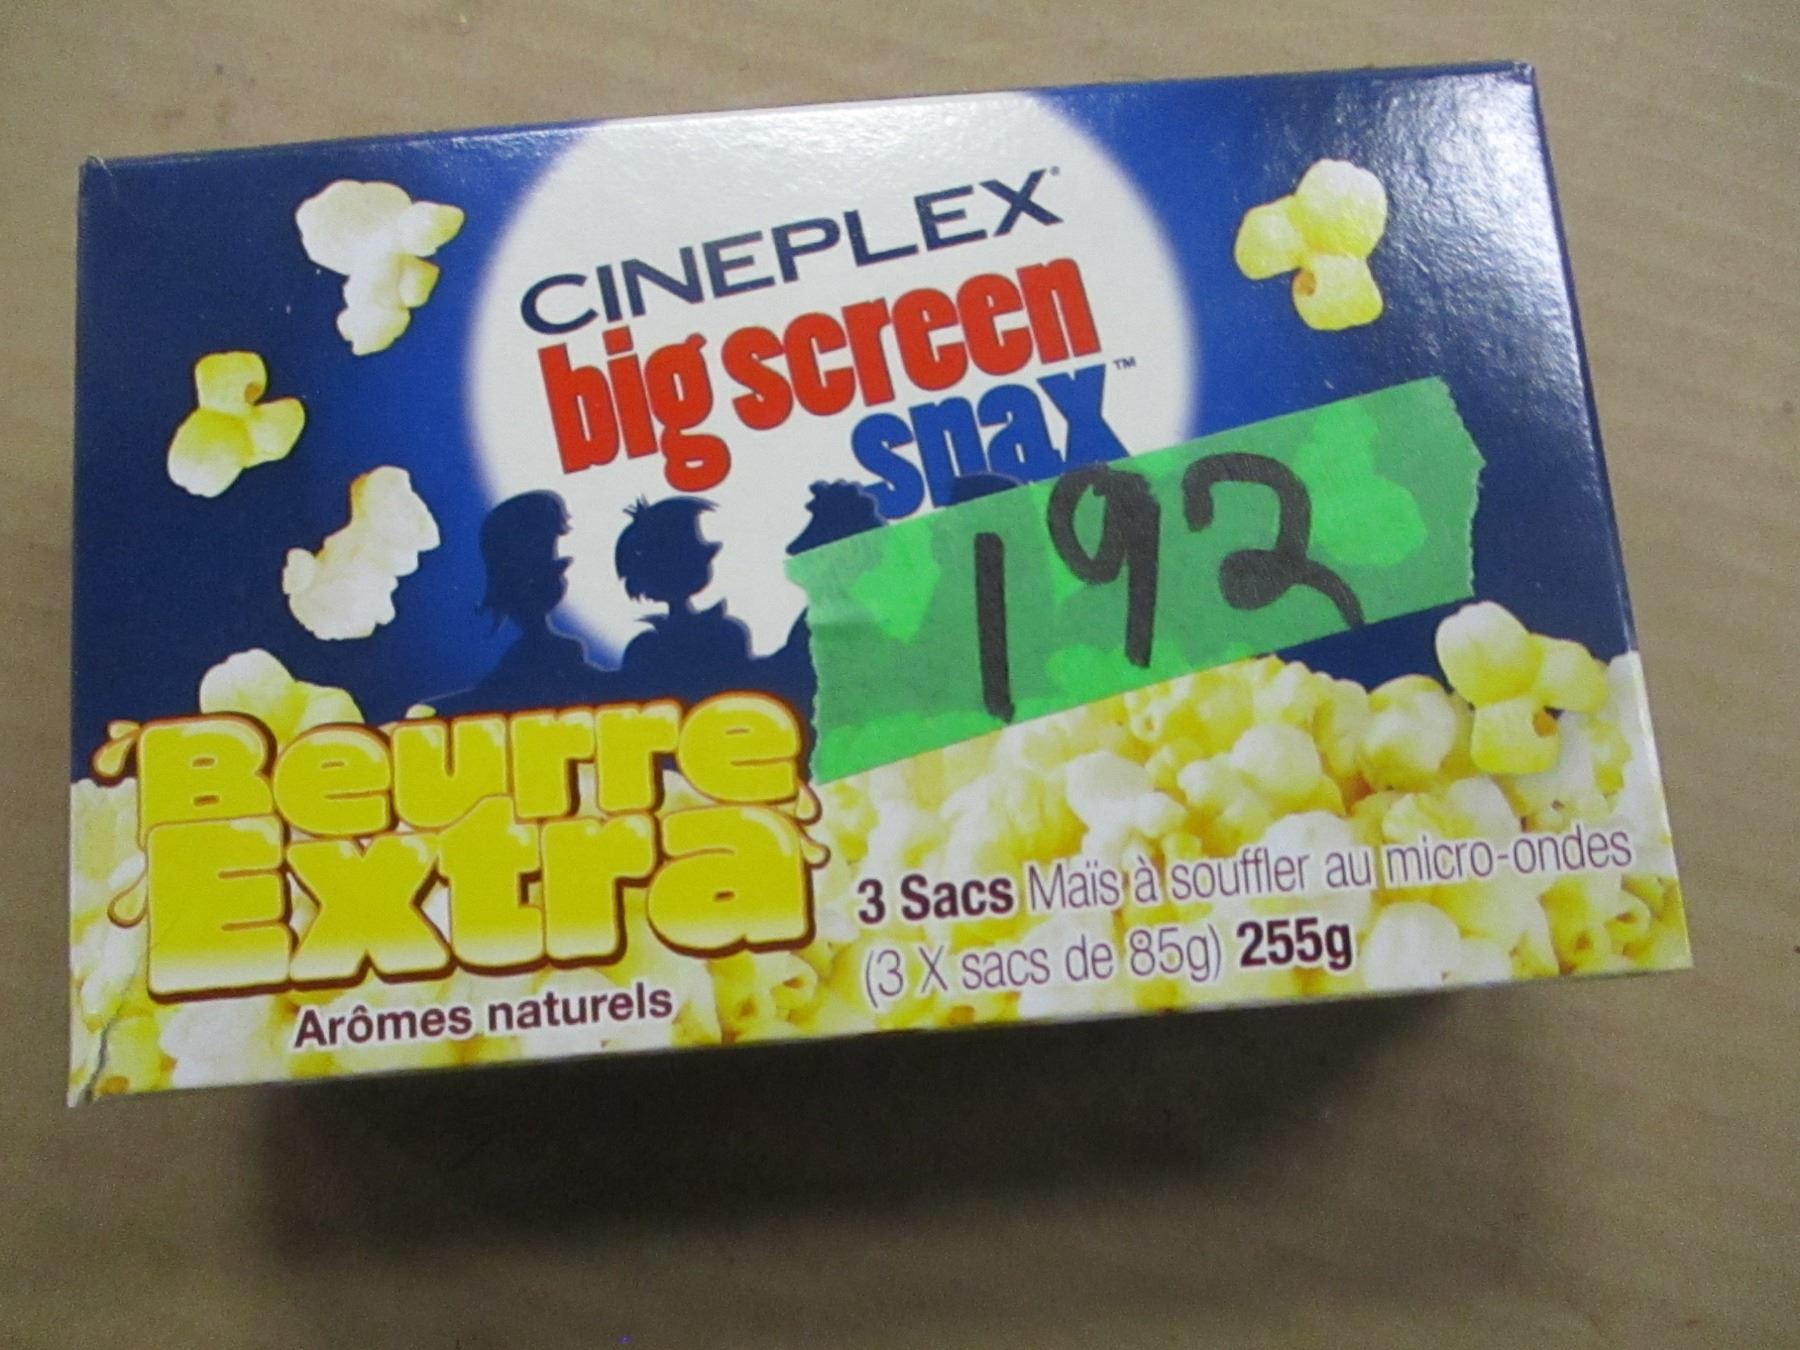 CINEPLEX®
big screen
snax™
192
Beurre
Extra
Arômes naturels
3 Sacs Maïs à souffler au micro-ondes
(3 X sacs de 85g) 255g